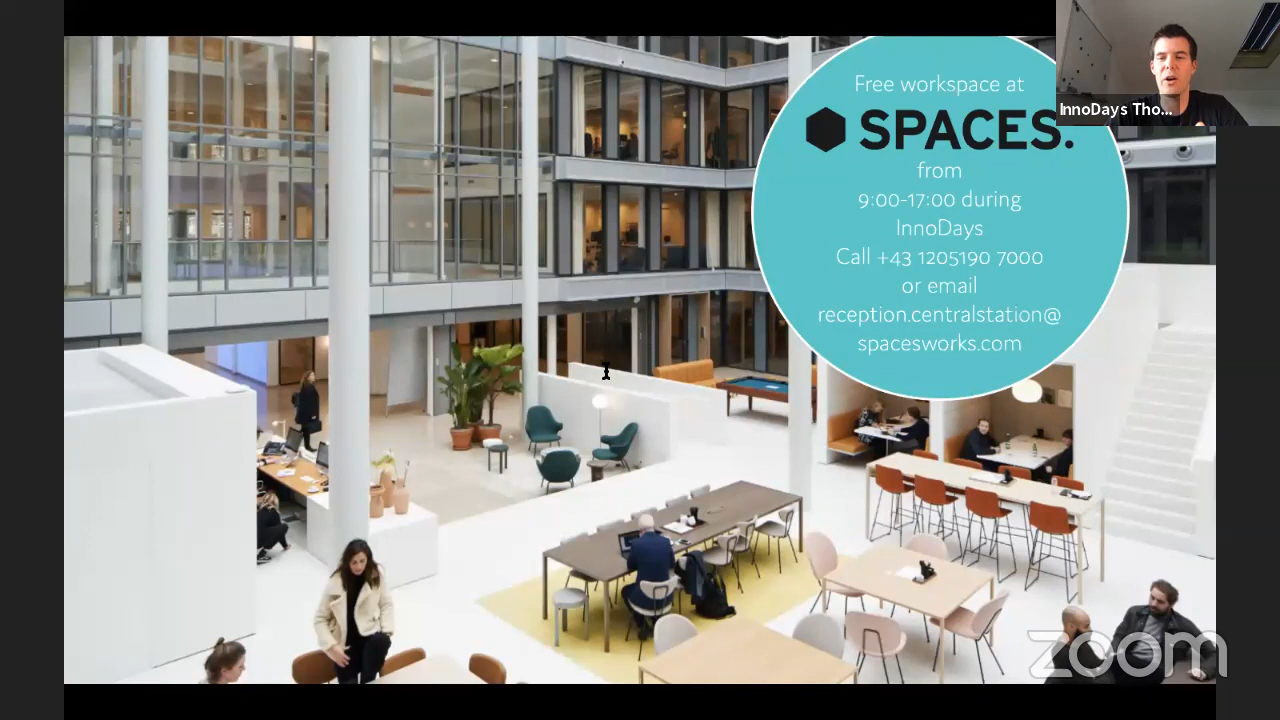 Free workspace at
SPACES.
from
9:00-17:00 during
InnoDays
Call +43 1205190 7000
or email
reception.centralstation@
spacesworks.com
InnoDays Tho...
zoom